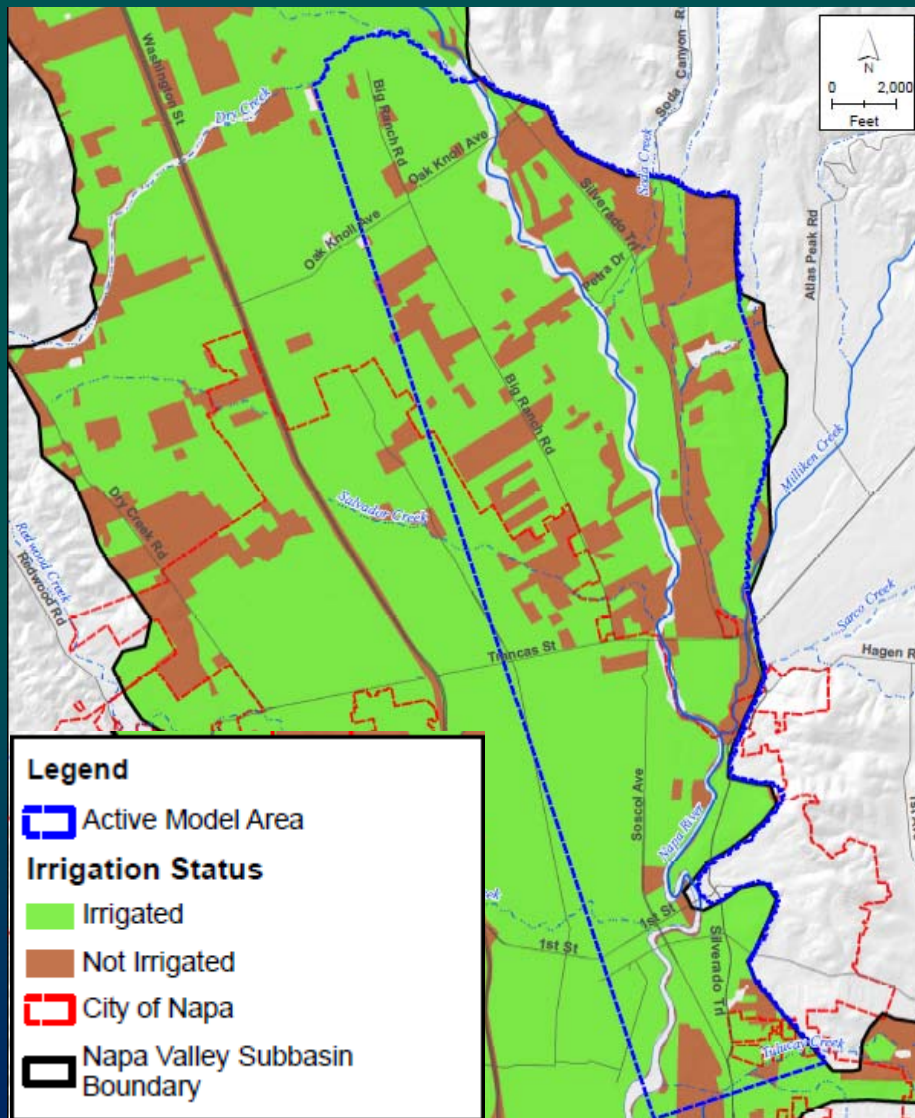 Washington St
Soda Canyon R
N
0 2,000
Feet
Dry Creek
Big Ranch Rd
Oak Knoll Ave
Soda Creek
Silverado Trl
Atlas Peak Rd
Oak Knoll Ave
Petra Dr
Big Ranch Rd
Milliken Creek
Salvador Creek
Dry Creek Rd
Redwood Creek
Redwood Rd
Sarco Creek
Hagen R
Trancas St
Soscol Ave
Napa River
1st St
1st St
Silverado Trl
Tulucay Creek
Legend
Active Model Area
Irrigation Status
Irrigated
Not Irrigated
City of Napa
Napa Valley Subbasin
Boundary